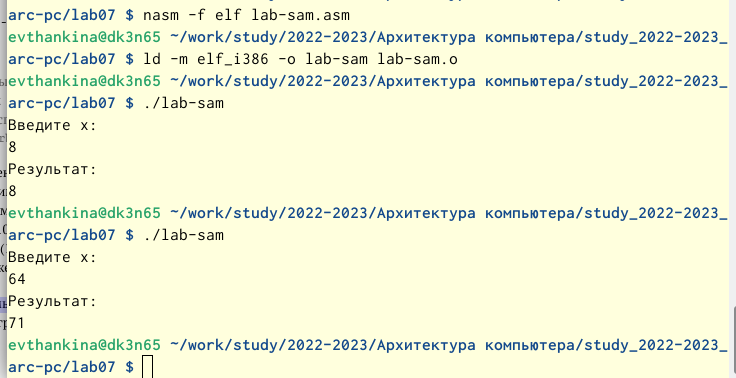 arc-pc/lab07 $ nasm -f elf lab-sam.asm
evthankina@dk3n65 ~/work/study/2022-2023/Архитектура компьютера/study_2022-2023_
arc-pc/lab07 $ ld -m elf_i386 -o lab-sam lab-sam.o
evthankina@dk3n65 ~/work/study/2022-2023/Архитектура компьютера/study_2022-2023_
arc-pc/lab07 $ ./lab-sam
Введите x:
8
Результат:
8
evthankina@dk3n65 ~/work/study/2022-2023/Архитектура компьютера/study_2022-2023_
arc-pc/lab07 $ ./lab-sam
Введите x:
64
Результат:
71
evthankina@dk3n65 ~/work/study/2022-2023/Архитектура компьютера/study_2022-2023_
arc-pc/lab07 $